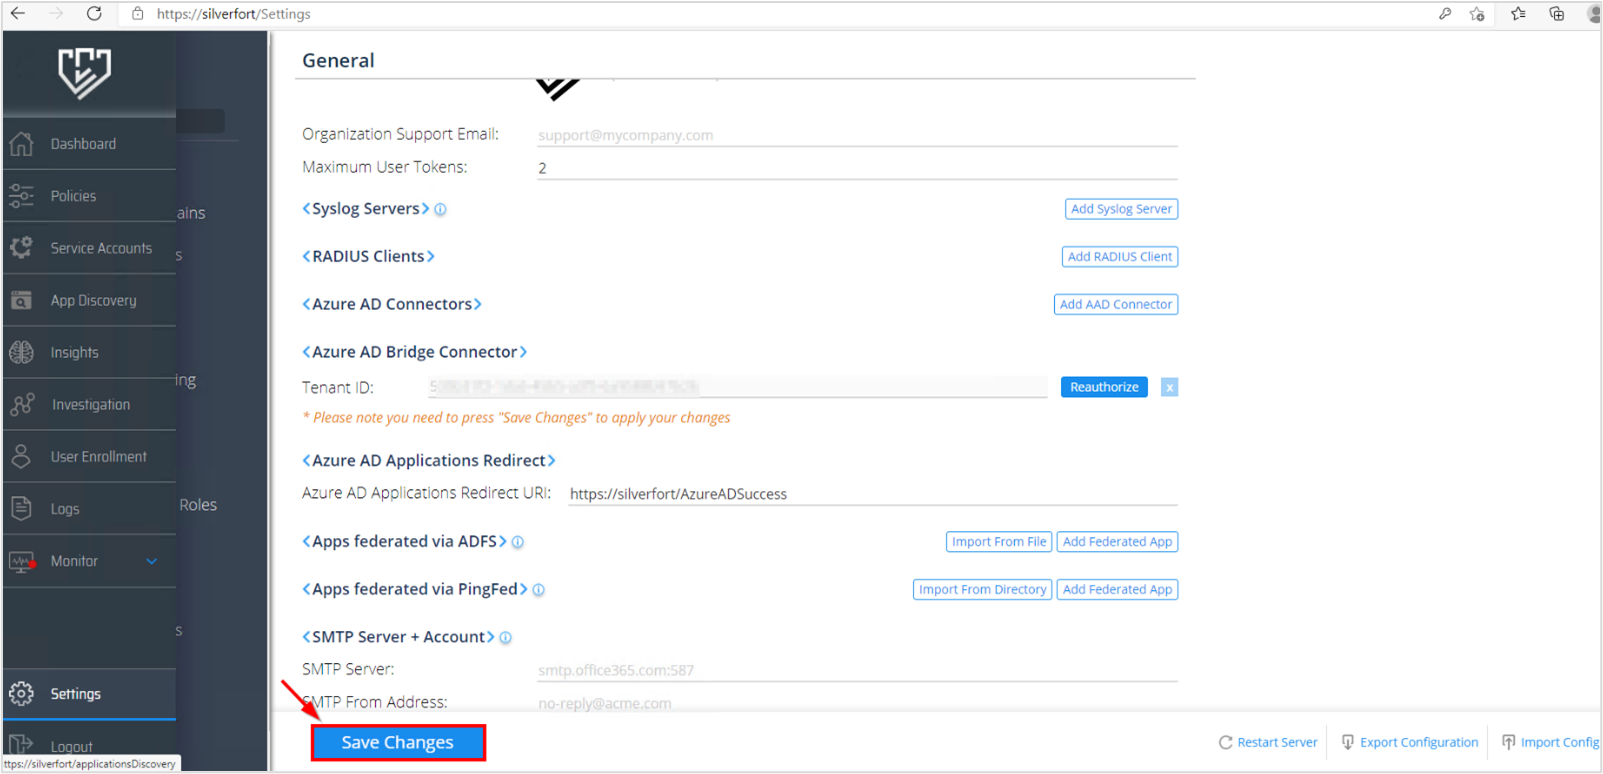 https://silverfort/Settings
General
Organization Support Email: support@mycompany.com
Maximum User Tokens: 2
<Syslog Servers> Add Syslog Server
<RADIUS Clients> Add RADIUS Client
<Azure AD Connectors> Add AAD Connector
<Azure AD Bridge Connector>
Tenant ID: Reauthorize x
* Please note you need to press "Save Changes" to apply your changes
<Azure AD Applications Redirect>
Azure AD Applications Redirect URI: https://silverfort/AzureADSuccess
<Apps federated via ADFS> Import From File Add Federated App
<Apps federated via PingFed> Import From Directory Add Federated App
<SMTP Server + Account>
SMTP Server: smtp.office365.com:587
SMTP From Address: no-reply@acme.com
Save Changes Restart Server Export Configuration Import Config
Dashboard
Policies
ains
Service Accounts
s
App Discovery
Insights
ing
Investigation
User Enrollment
Logs
Roles
Monitor
s
Settings
Logout
ttps://silverfort/applicationsDiscovery